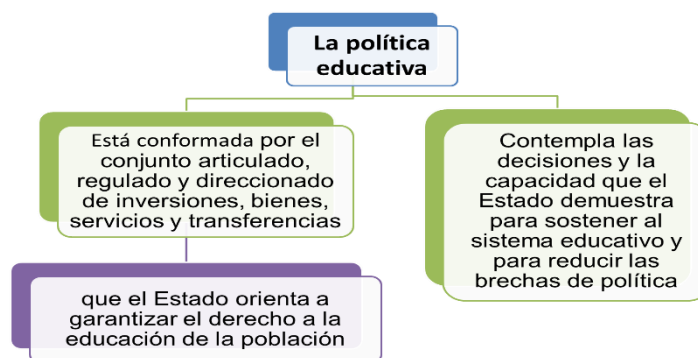 La política
educativa
Está conformada por el
conjunto articulado,
regulado y direccionado
de inversiones, bienes,
servicios y transferencias
que el Estado orienta a
garantizar el derecho a la
educación de la población
Contempla las
decisiones y la
capacidad que el
Estado demuestra
para sostener al
sistema educativo y
para reducir las
brechas de política